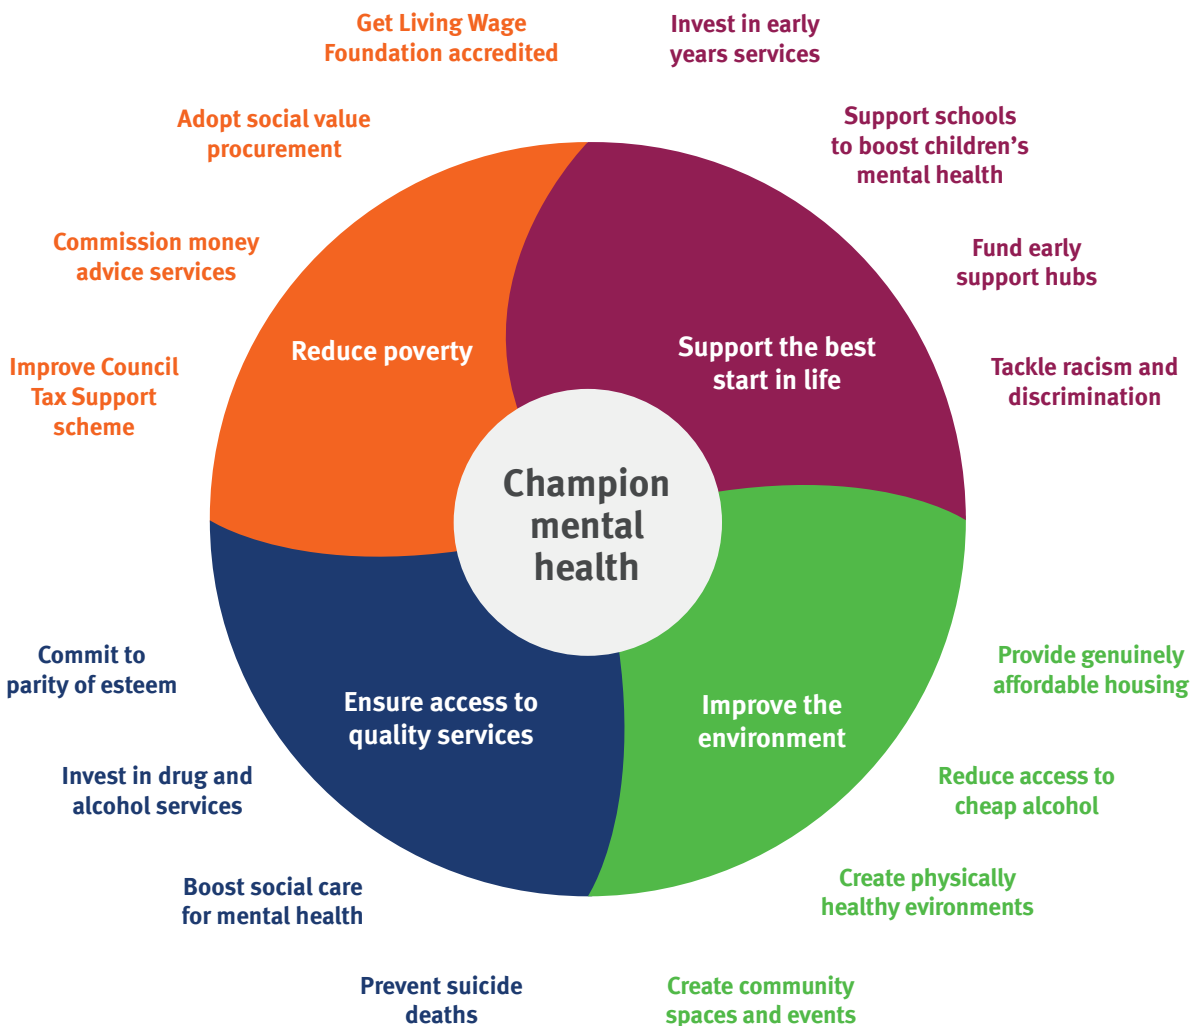 Get Living Wage
Foundation accredited
Invest in early
years services
Adopt social value
procurement
Support schools
to boost children’s
mental health
Commission money
advice services
Fund early
support hubs
Improve Council
Tax Support
scheme
Reduce poverty
Support the best
start in life
Tackle racism and
discrimination
Champion
mental
health
Commit to
parity of esteem
Ensure access to
quality services
Improve the
environment
Provide genuinely
affordable housing
Invest in drug and
alcohol services
Reduce access to
cheap alcohol
Boost social care
for mental health
Create physically
healthy evironments
Prevent suicide
deaths
Create community
spaces and events